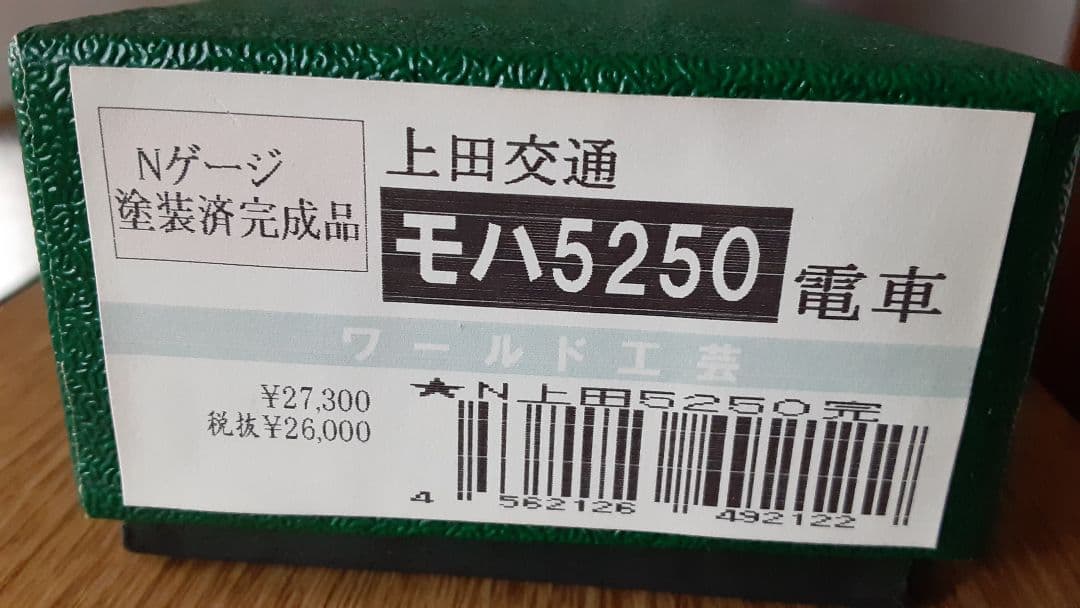 Nゲージ
塗装済完成品
上田交通
モハ5250
電車
ワールド工芸
¥27,300
税抜¥26,000
★N上田5250完
4 562126 492122